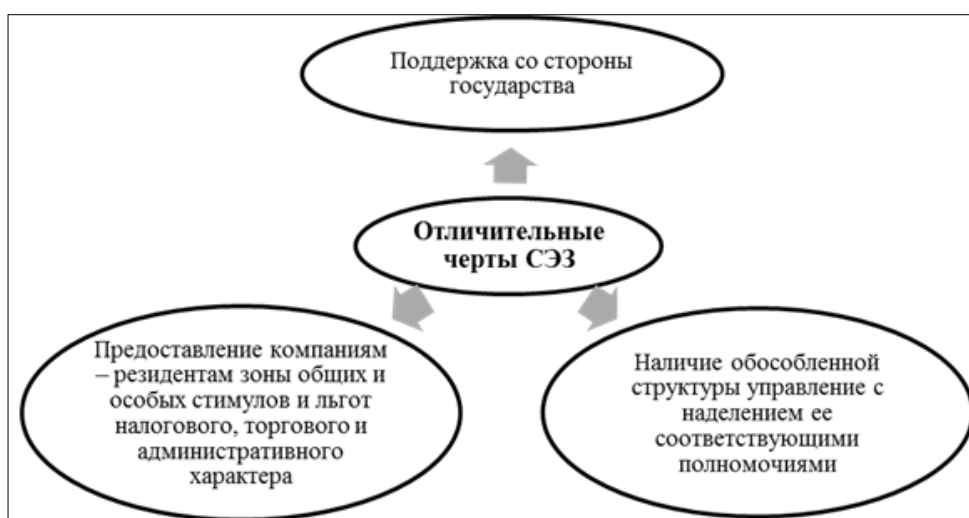 Поддержка со стороны
государства
Отличительные
черты СЭЗ
Предоставление компаниям
– резидентам зоны общих и
особых стимулов и льгот
налогового, торгового и
административного
характера
Наличие обособленной
структуры управление с
наделением ее
соответствующими
полномочиями